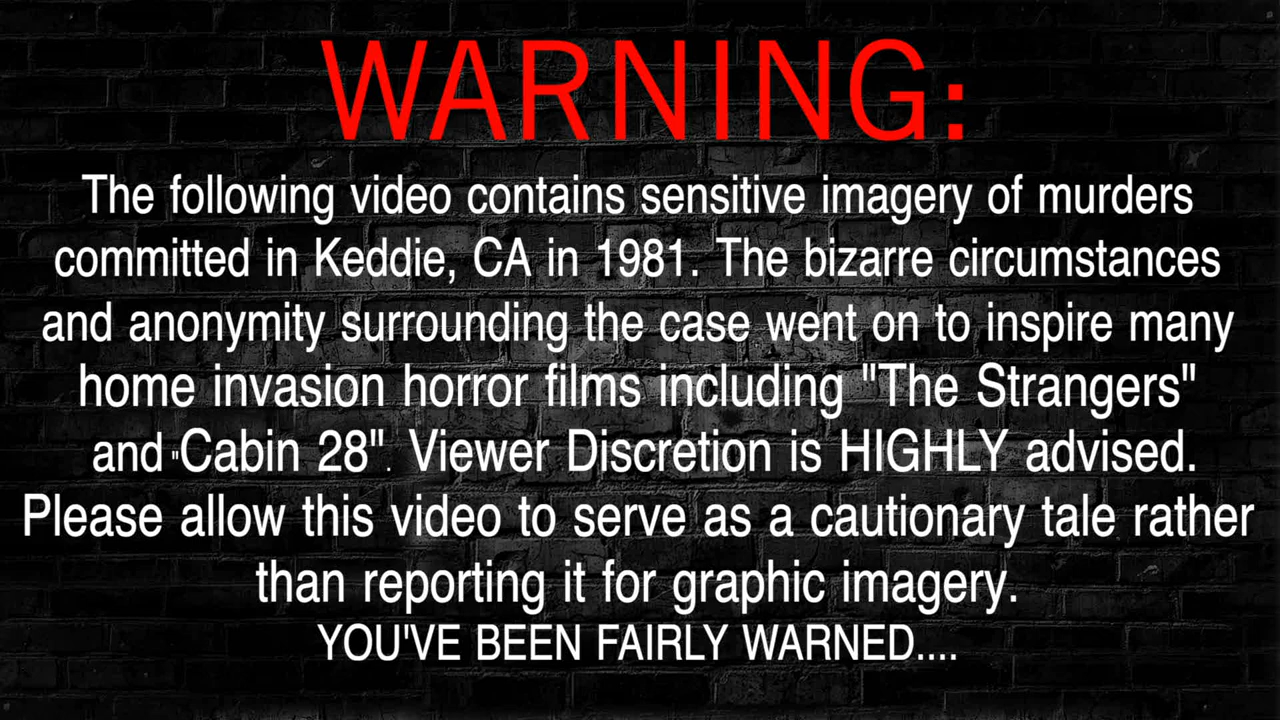 WARNING:
The following video contains sensitive imagery of murders
committed in Keddie, CA in 1981. The bizarre circumstances
and anonymity surrounding the case went on to inspire many
home invasion horror films including "The Strangers"
and "Cabin 28". Viewer Discretion is HIGHLY advised.
Please allow this video to serve as a cautionary tale rather
than reporting it for graphic imagery.
YOU'VE BEEN FAIRLY WARNED....